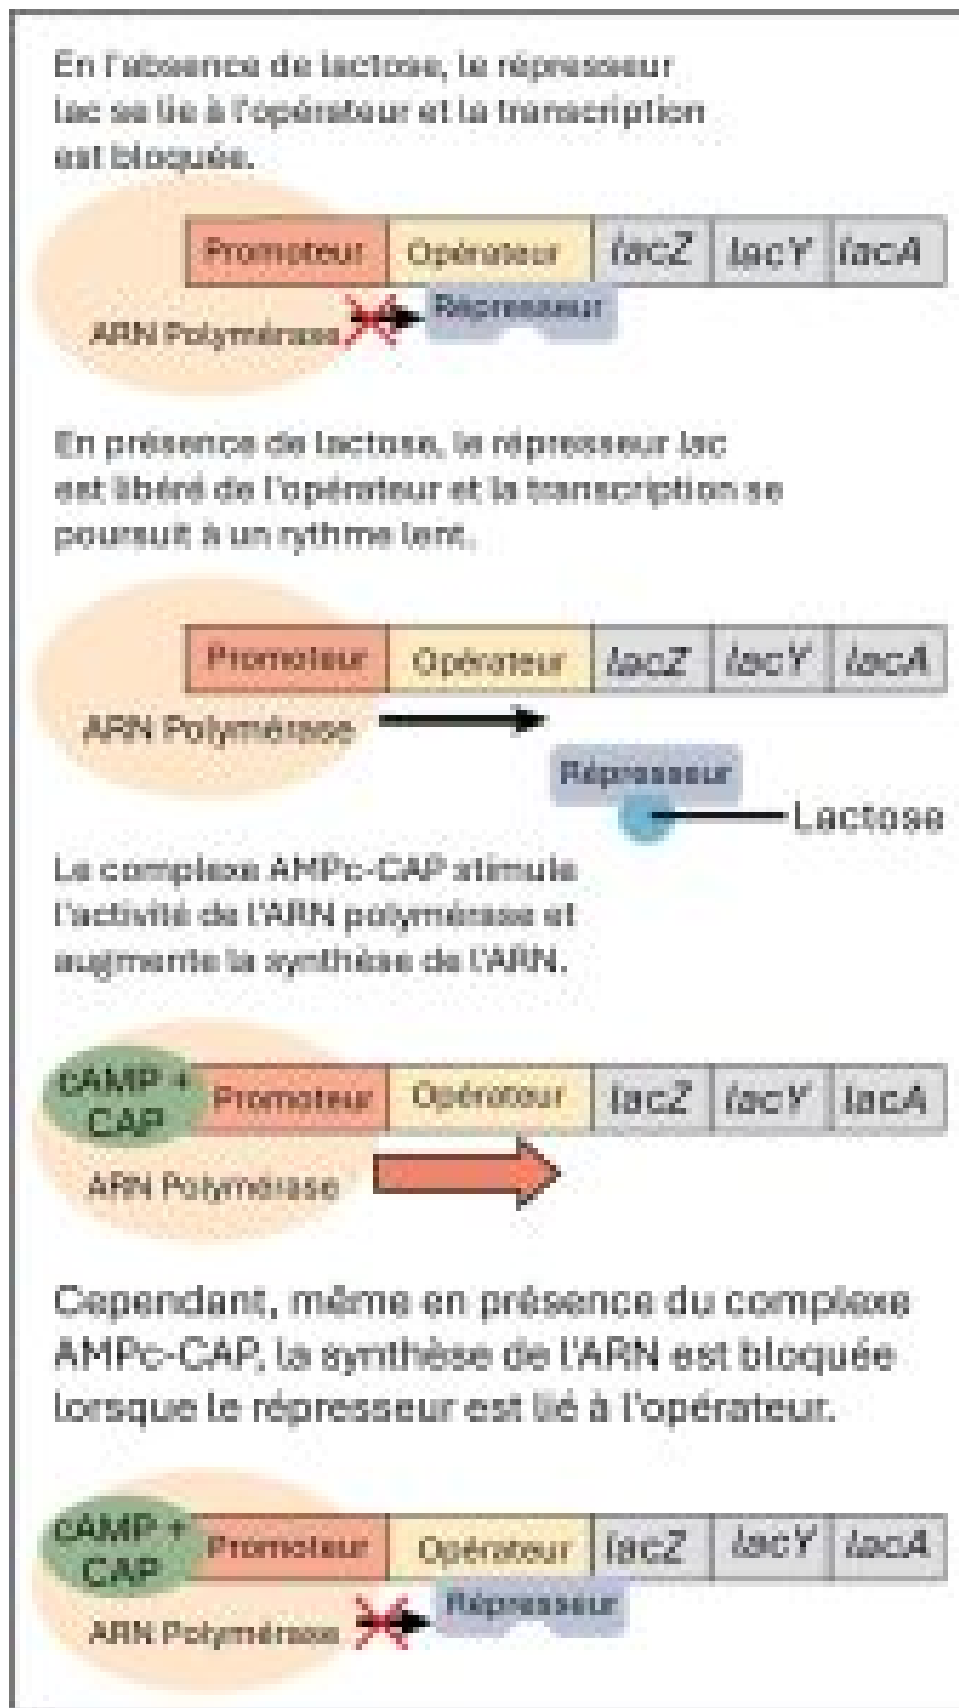 En l'absence de lactose, le répresseur
lac se lie à l'opérateur et la transcription
est bloquée.
Promoteur Opérateur lacZ lacY lacA
ARN Polymérase Répresseur
En présence de lactose, le répresseur lac
est libéré de l'opérateur et la transcription se
poursuit à un rythme lent.
Promoteur Opérateur lacZ lacY lacA
ARN Polymérase
Répresseur
Lactose
Le complexe AMPc-CAP stimule
l'activité de l'ARN polymérase et
augmente la synthèse de l'ARN.
cAMP +
CAP
Promoteur Opérateur lacZ lacY lacA
ARN Polymérase
Cependant, même en présence du complexe
AMPc-CAP, la synthèse de l'ARN est bloquée
lorsque le répresseur est lié à l'opérateur.
cAMP +
CAP
Promoteur Opérateur lacZ lacY lacA
ARN Polymérase Répresseur